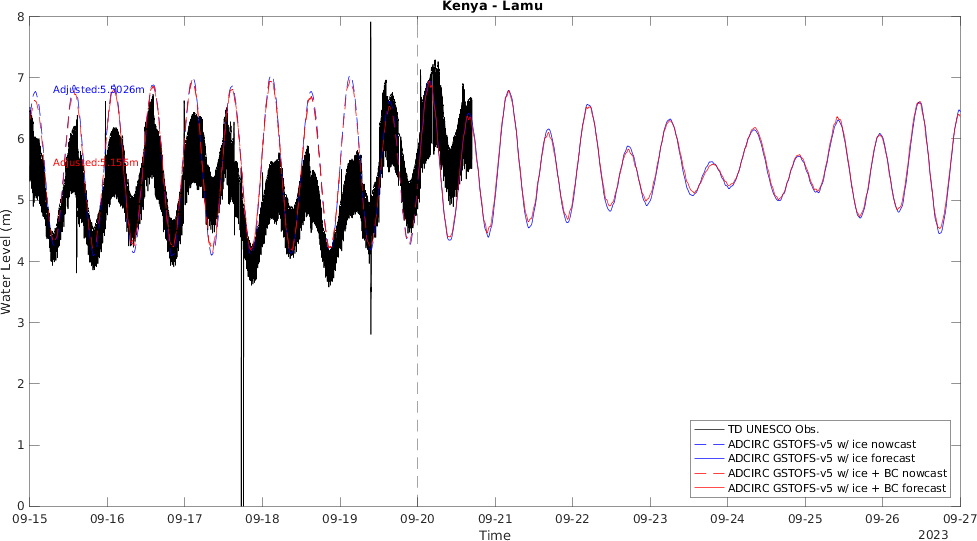 Kenya - Lamu
8
7
6
5
4
3
2
1
0
Water Level (m)
Adjusted:5.5026m
Adjusted:5.155m
TD UNESCO Obs.
ADCIRC GSTOFS-v5 w/ ice nowcast
ADCIRC GSTOFS-v5 w/ ice forecast
ADCIRC GSTOFS-v5 w/ ice + BC nowcast
ADCIRC GSTOFS-v5 w/ ice + BC forecast
09-15 09-16 09-17 09-18 09-19 09-20 09-21 09-22 09-23 09-24 09-25 09-26 09-27
Time
2023